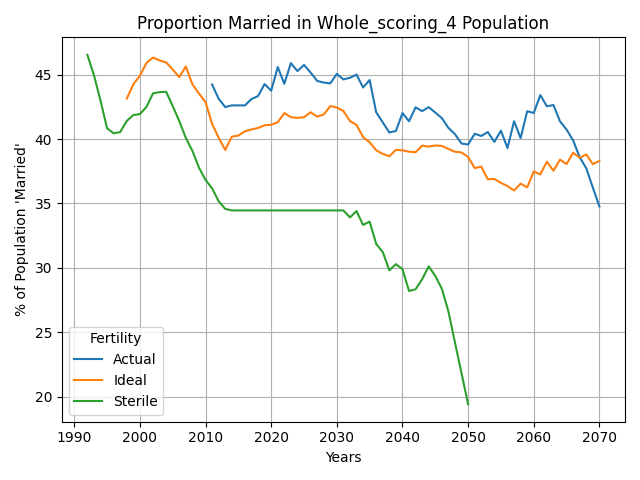 Proportion Married in Whole_scoring_4 Population
% of Population 'Married'
45
40
35
30
25
20
Fertility
Actual
Ideal
Sterile
1990 2000 2010 2020 2030 2040 2050 2060 2070
Years